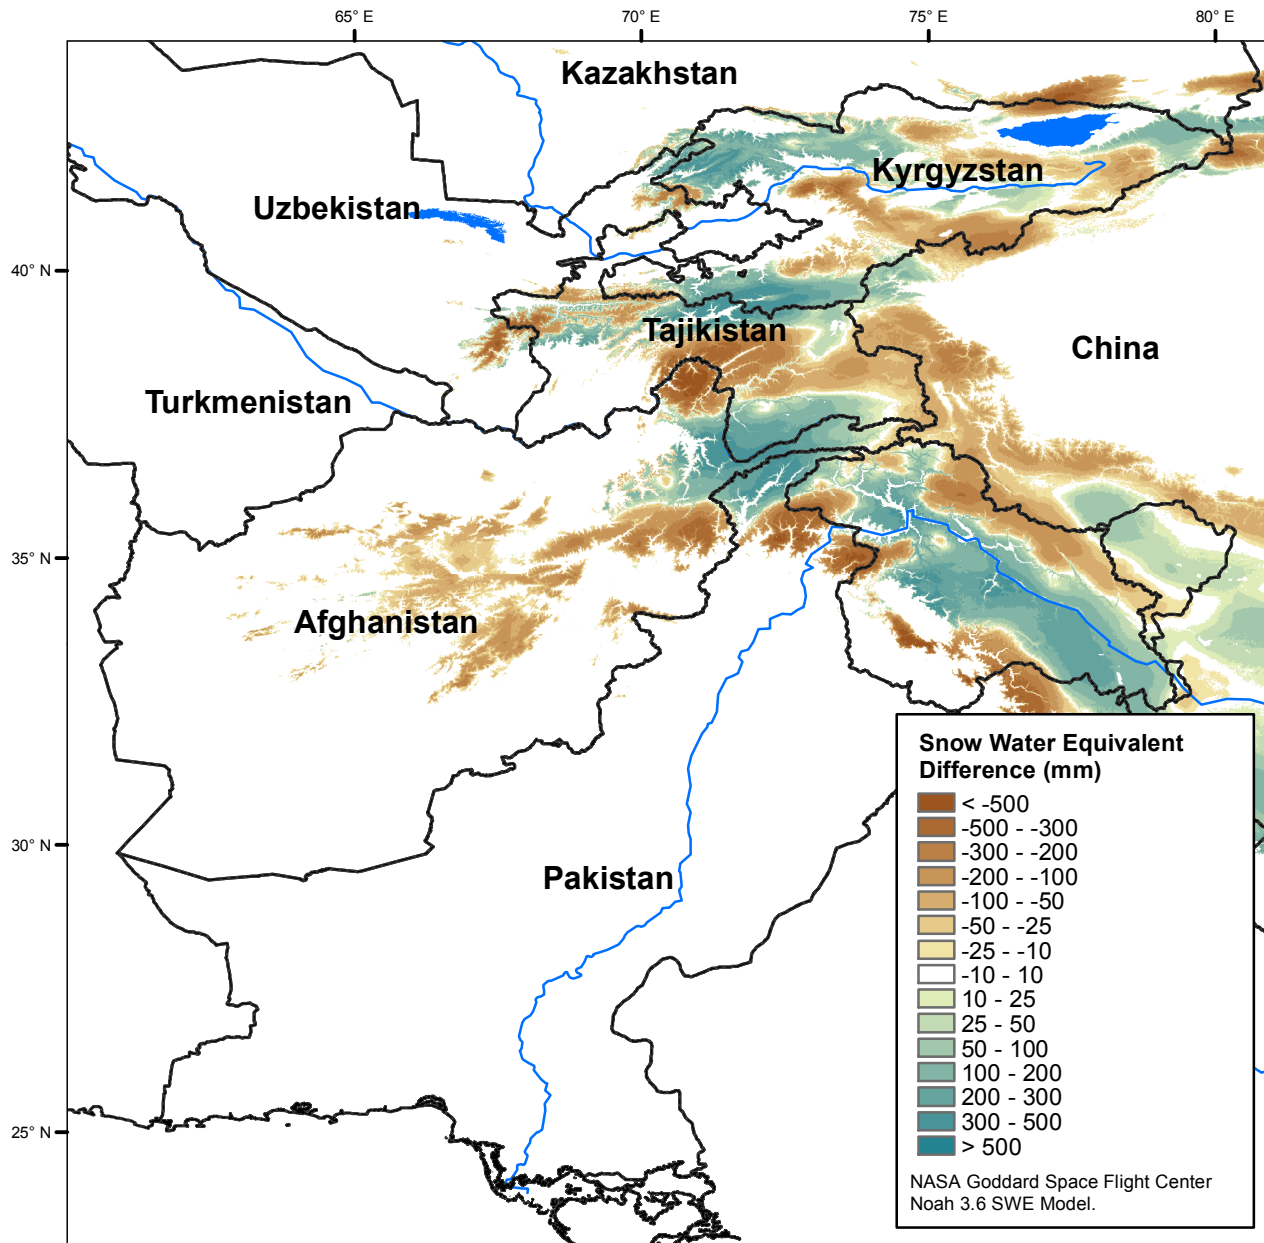 65° E
70° E
75° E
80° E
Kazakhstan
Kyrgyzstan
Uzbekistan
40° N
Tajikistan
China
Turkmenistan
35° N
Afghanistan
30° N
Pakistan
25° N
Snow Water Equivalent
Difference (mm)
< -500
-500 - -300
-300 - -200
-200 - -100
-100 - -50
-50 - -25
-25 - -10
-10 - 10
10 - 25
25 - 50
50 - 100
100 - 200
200 - 300
300 - 500
> 500
NASA Goddard Space Flight Center
Noah 3.6 SWE Model.